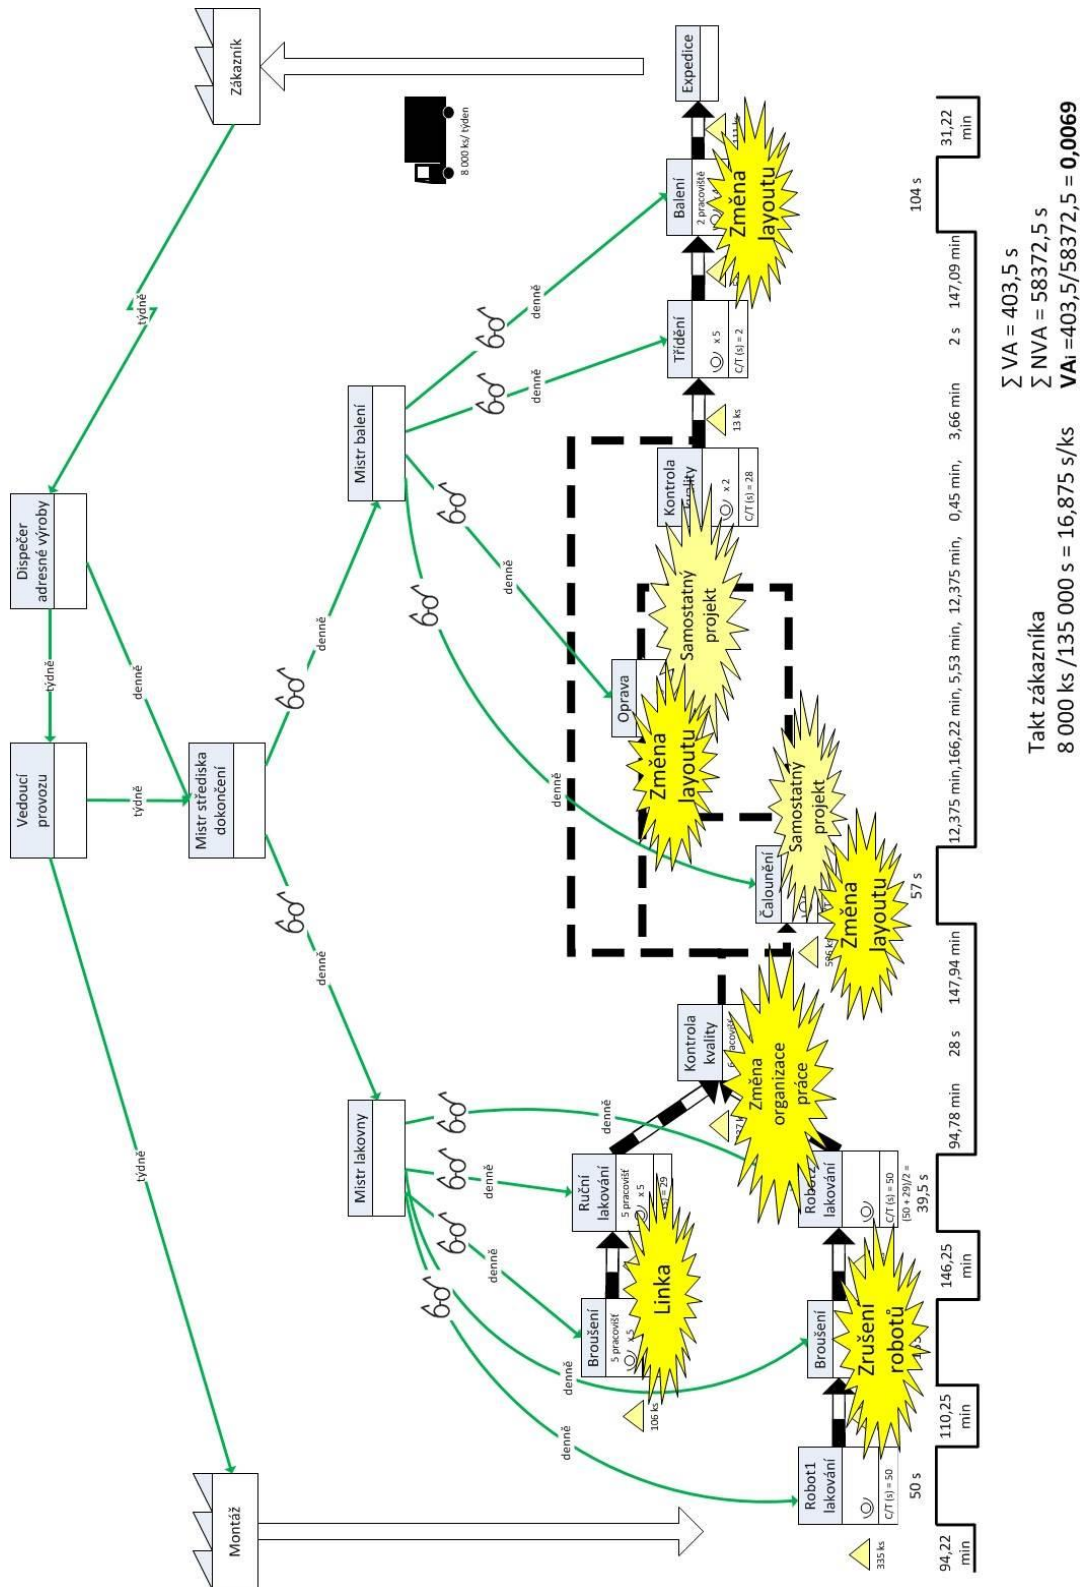 Zákazník
8 000 ks/ týden
týdně
Dispečer
adresné výroby
týdně
denně
Vedoucí
provozu
týdně
Mistr střediska
dokončení
týdně
denně
denně
Montáž
Mistr lakovny
Mistr balení
denně
denně
denně
denně
denně
denně
denně
denně
335 ks
Robot1
lakování
C/T (s) = 50
Broušení
Zrušení
robotů
lakování
C/T (s) = 50
(50 + 29)/2 =
106 ks
Broušení
5 pracovišť
x 5
Linka
Ruční
lakování
5 pracovišť
x 5
Kontrola
kvality
Změna
organizace
práce
Čalounění
Změna
layoutu
Samostatný
projekt
Oprava
Změna
layoutu
Samostatný
projekt
Kontrola
kvality
x 2
C/T (s) = 28
13 ks
Třídění
x 5
C/T (s) = 2
Balení
2 pracoviště
Změna
layoutu
Expedice
94,22
min
50 s
110,25
min
146,25
min
39,5 s
94,78 min
28 s
147,94 min
57 s
12,375 min,166,22 min, 5,53 min, 12,375 min, 0,45 min, 3,66 min
2 s
147,09 min
104 s
31,22
min
∑ VA = 403,5 s
∑ NVA = 58372,5 s
VAi =403,5/58372,5 = 0,0069
Takt zákazníka
8 000 ks /135 000 s = 16,875 s/ks